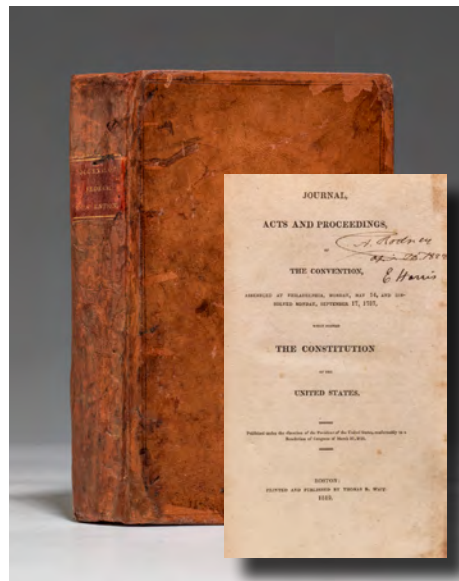 JOURNAL,
ACTS AND PROCEEDINGS,
OF
THE CONVENTION,
ASSEMBLED AT PHILADELPHIA, MONDAY, MAY 14, AND DIS-
SOLVED MONDAY, SEPTEMBER 17, 1787,
WHICH FORMED
THE CONSTITUTION
OF THE
UNITED STATES.
Published under the direction of the President of the United States, conformably to a
Resolution of Congress of March 27, 1818.
BOSTON:
PRINTED AND PUBLISHED BY THOMAS B. WAIT.
1819.
Rodney
E Harris